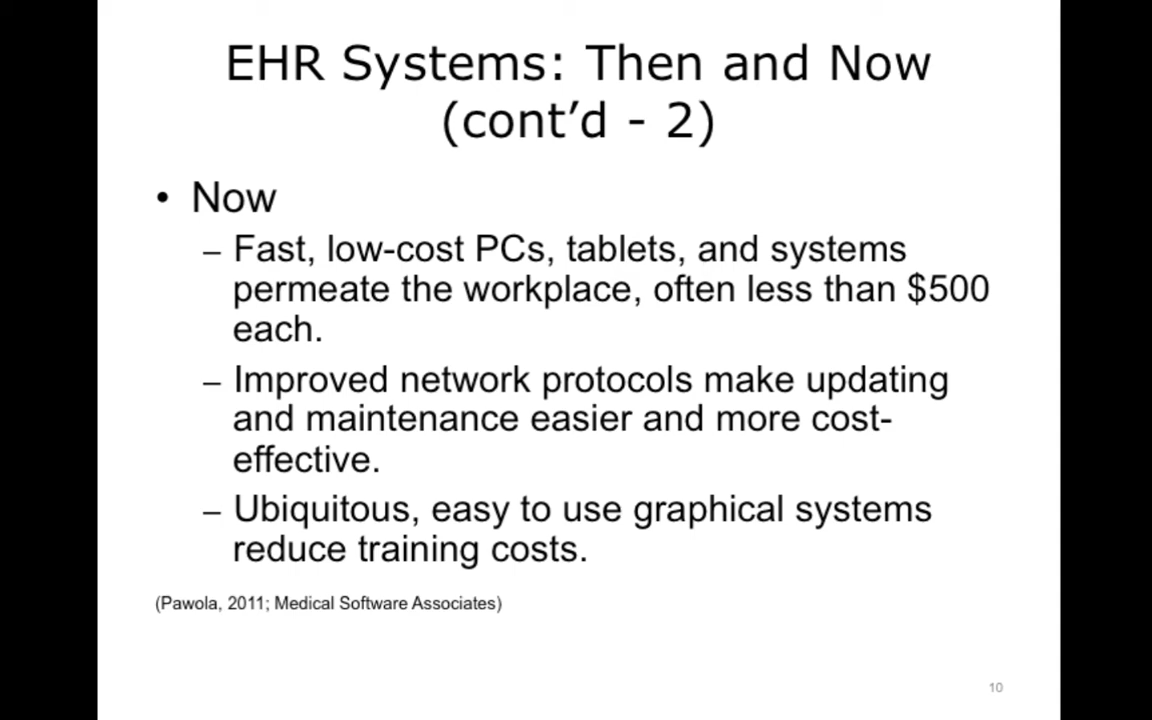 EHR Systems: Then and Now
(cont’d - 2)
• Now
– Fast, low-cost PCs, tablets, and systems
permeate the workplace, often less than $500
each.
– Improved network protocols make updating
and maintenance easier and more cost-
effective.
– Ubiquitous, easy to use graphical systems
reduce training costs.
(Pawola, 2011; Medical Software Associates)
10